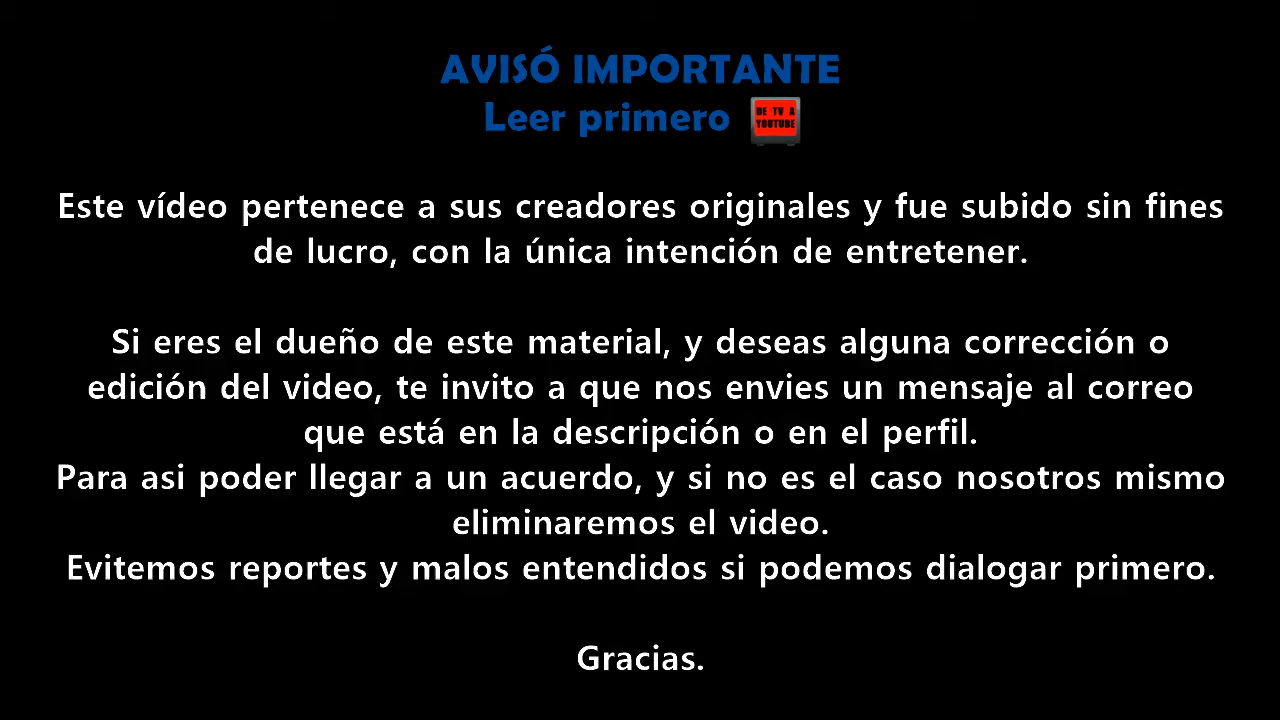 AVISÓ IMPORTANTE
Leer primero
DE TV A
YOUTUBE
Este vídeo pertenece a sus creadores originales y fue subido sin fines
de lucro, con la única intención de entretener.
Si eres el dueño de este material, y deseas alguna corrección o
edición del video, te invito a que nos envies un mensaje al correo
que está en la descripción o en el perfil.
Para asi poder llegar a un acuerdo, y si no es el caso nosotros mismo
eliminaremos el video.
Evitemos reportes y malos entendidos si podemos dialogar primero.
Gracias.